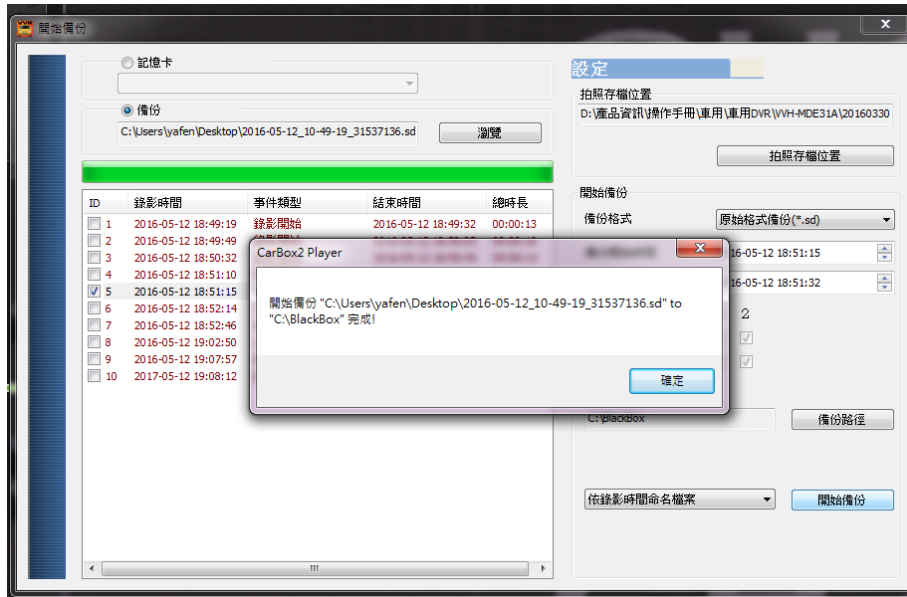 開始備份
記憶卡
備份
C:\Users\yafen\Desktop\2016-05-12_10-49-19_31537136.sd
瀏覽
ID 錄影時間 事件類型 結束時間 總時長
1 2016-05-12 18:49:19 錄影開始 2016-05-12 18:49:32 00:00:13
2 2016-05-12 18:49:49
3 2016-05-12 18:50:32
4 2016-05-12 18:51:10
5 2016-05-12 18:51:15
6 2016-05-12 18:52:14
7 2016-05-12 18:52:46
8 2016-05-12 19:02:50
9 2016-05-12 19:07:57
10 2017-05-12 19:08:12
設定
拍照存檔位置
D:\產品資訊\操作手冊\車用\車用DVR\VVH-MDE31A\20160330
拍照存檔位置
開始備份
備份格式 原始格式備份(*.sd)
16-05-12 18:51:15
16-05-12 18:51:32
2
C:\BlackBox
備份路徑
依錄影時間命名檔案
開始備份
CarBox2 Player
開始備份 "C:\Users\yafen\Desktop\2016-05-12_10-49-19_31537136.sd" to
"C:\BlackBox" 完成!
確定